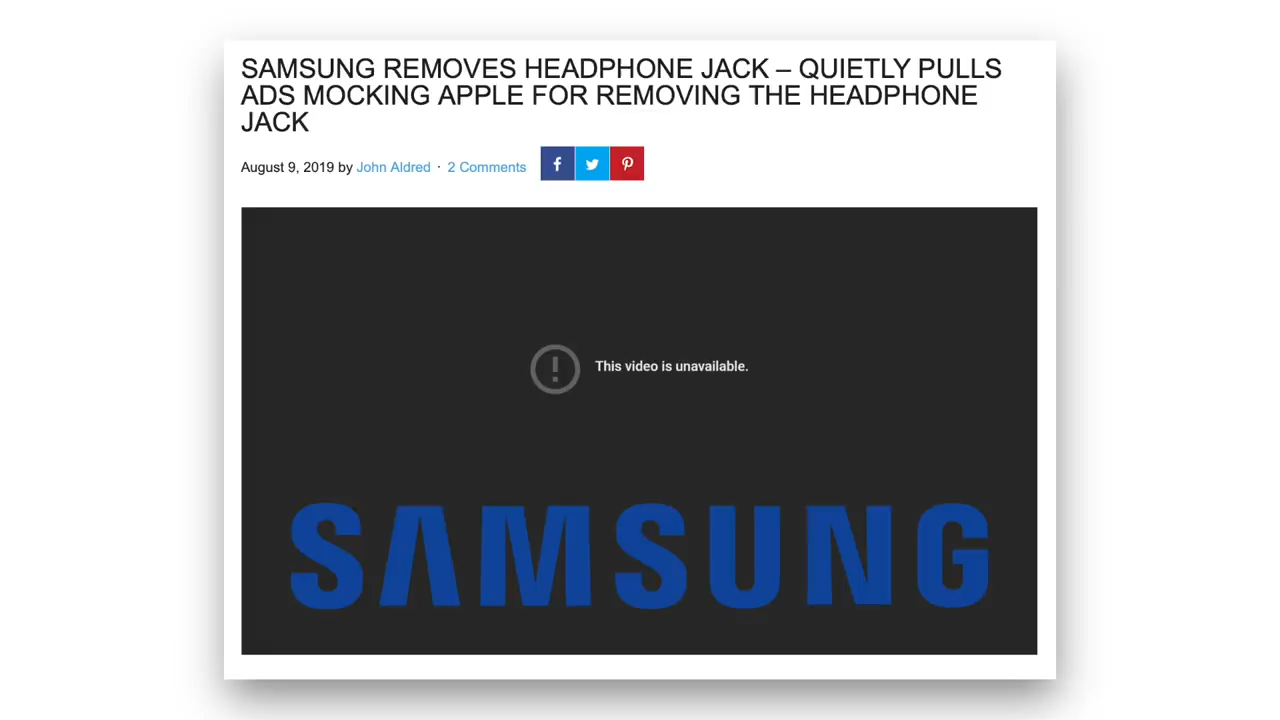 SAMSUNG REMOVES HEADPHONE JACK – QUIETLY PULLS
ADS MOCKING APPLE FOR REMOVING THE HEADPHONE
JACK
August 9, 2019 by John Aldred · 2 Comments
This video is unavailable.
SAMSUNG